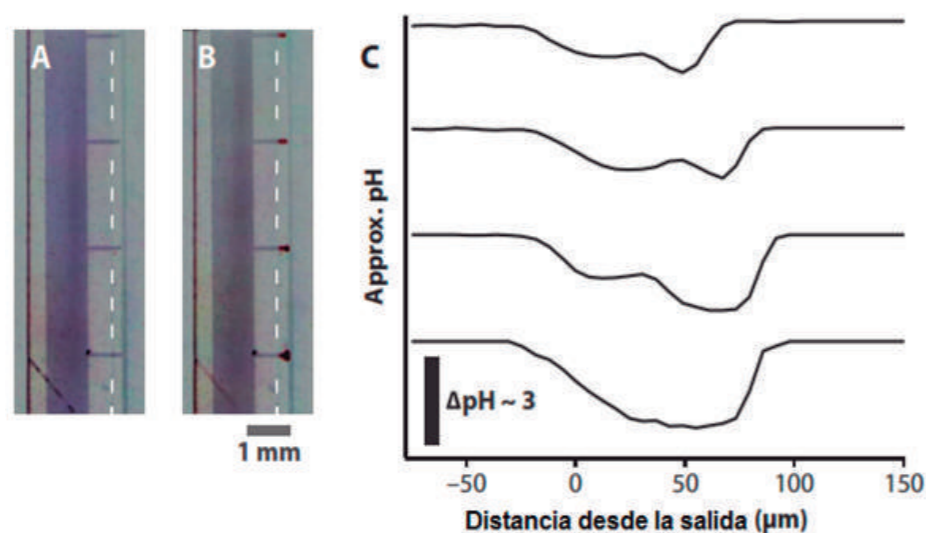 A
B
C
1 mm
Approx. pH
ΔpH ~ 3
−50
0
50
100
150
Distancia desde la salida (µm)